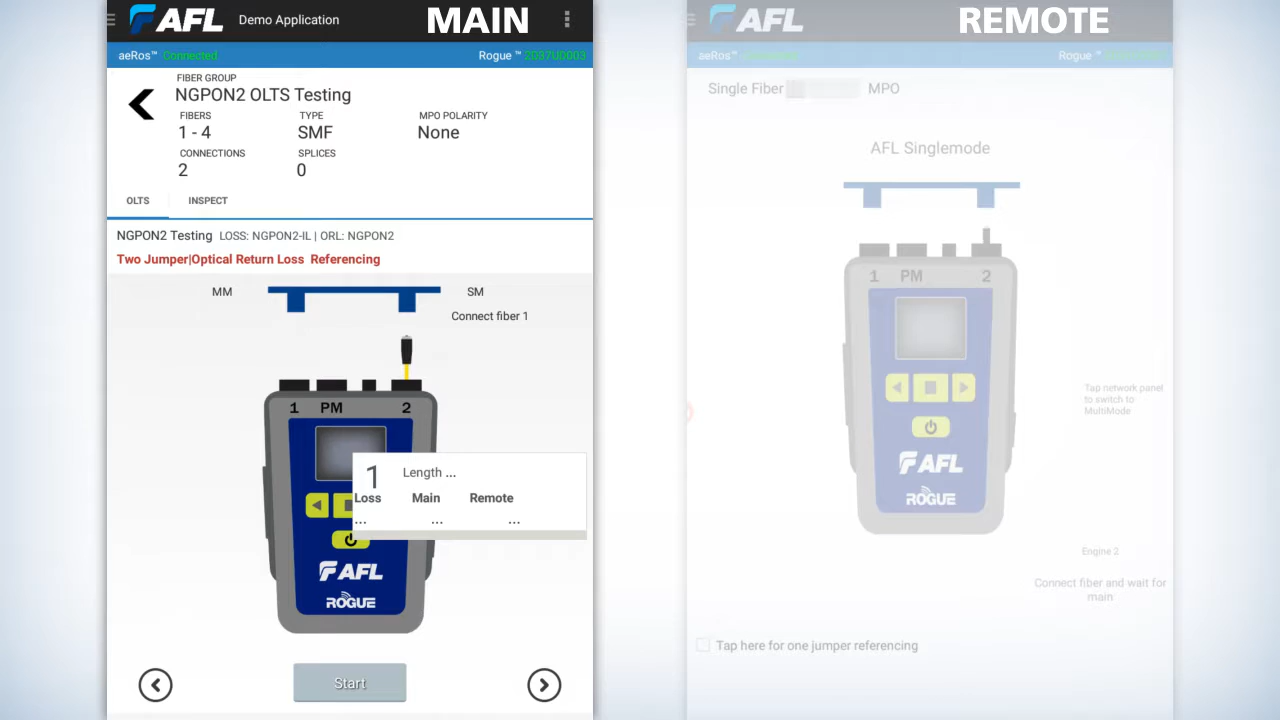 AFL Demo Application MAIN
aeRos™ Connected Rogue ™ 2D37U0003
FIBER GROUP
NGPON2 OLTS Testing
FIBERS TYPE MPO POLARITY
1 - 4 SMF None
CONNECTIONS SPLICES
2 0
OLTS INSPECT
NGPON2 Testing LOSS: NGPON2-IL | ORL: NGPON2
Two Jumper|Optical Return Loss Referencing
MM SM
Connect fiber 1
1 PM 2
1 Length ...
Loss Main Remote
... ... ...
AFL
ROGUE
Start
AFL REMOTE
aeRos™ Rogue ™
Single Fiber MPO
AFL Singlemode
1 PM 2
Tap network panel
to switch to
MultiMode
AFL
ROGUE
Engine 2
Connect fiber and wait for
main
Tap here for one jumper referencing